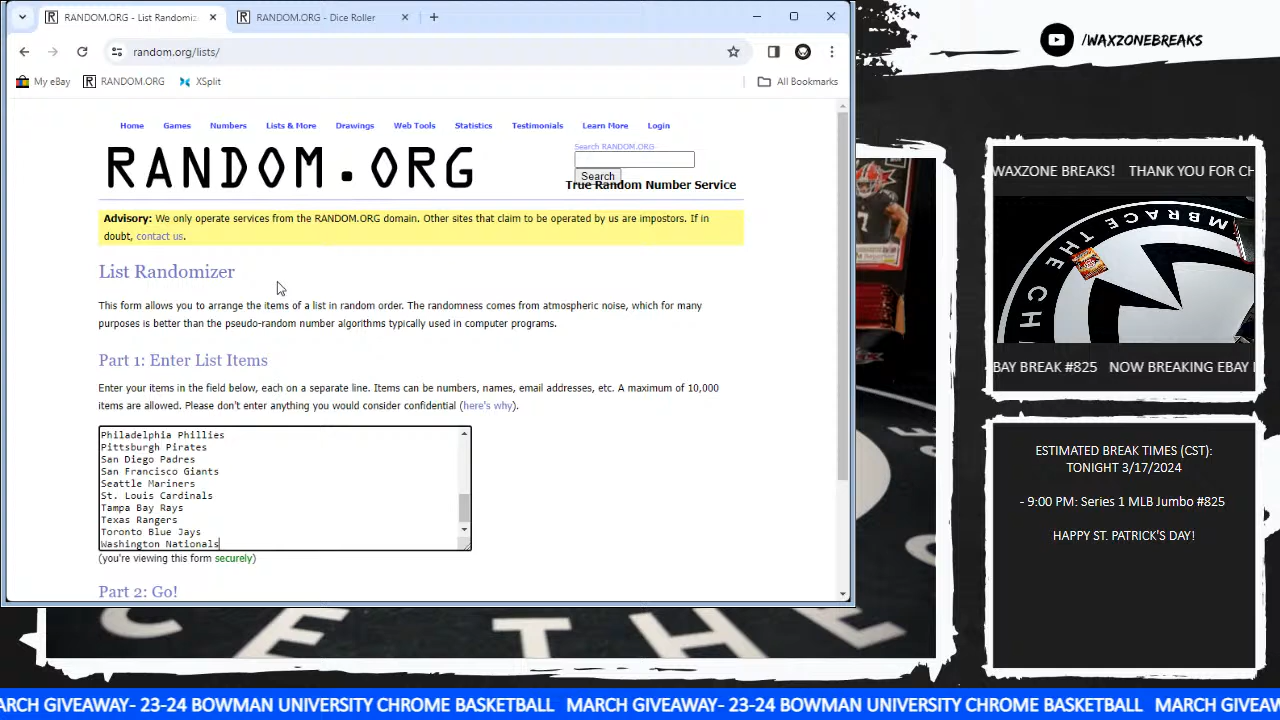 RANDOM.ORG - List Randomiz
RANDOM.ORG - Dice Roller
random.org/lists/
My eBay
RANDOM.ORG
XSplit
All Bookmarks
Home
Games
Numbers
Lists & More
Drawings
Web Tools
Statistics
Testimonials
Learn More
Login
RANDOM.ORG
Search RANDOM.ORG
Search
True Random Number Service
Advisory: We only operate services from the RANDOM.ORG domain. Other sites that claim to be operated by us are impostors. If in
doubt, contact us.
List Randomizer
This form allows you to arrange the items of a list in random order. The randomness comes from atmospheric noise, which for many
purposes is better than the pseudo-random number algorithms typically used in computer programs.
Part 1: Enter List Items
Enter your items in the field below, each on a separate line. Items can be numbers, names, email addresses, etc. A maximum of 10,000
items are allowed. Please don't enter anything you would consider confidential (here's why).
Philadelphia Phillies
Pittsburgh Pirates
San Diego Padres
San Francisco Giants
Seattle Mariners
St. Louis Cardinals
Tampa Bay Rays
Texas Rangers
Toronto Blue Jays
Washington Nationals
(you're viewing this form securely)
Part 2: Go!
/WAXZONEBREAKS
WAXZONE BREAKS! THANK YOU FOR CH
MBRACE THE CH
BAY BREAK #825 NOW BREAKING EBAY
ESTIMATED BREAK TIMES (CST):
TONIGHT 3/17/2024
- 9:00 PM: Series 1 MLB Jumbo #825
HAPPY ST. PATRICK'S DAY!
CE THE
ARCH GIVEAWAY- 23-24 BOWMAN UNIVERSITY CHROME BASKETBALL MARCH GIVEAWAY- 23-24 BOWMAN UNIVERSITY CHROME BASKETBALL MARCH GIVEAW